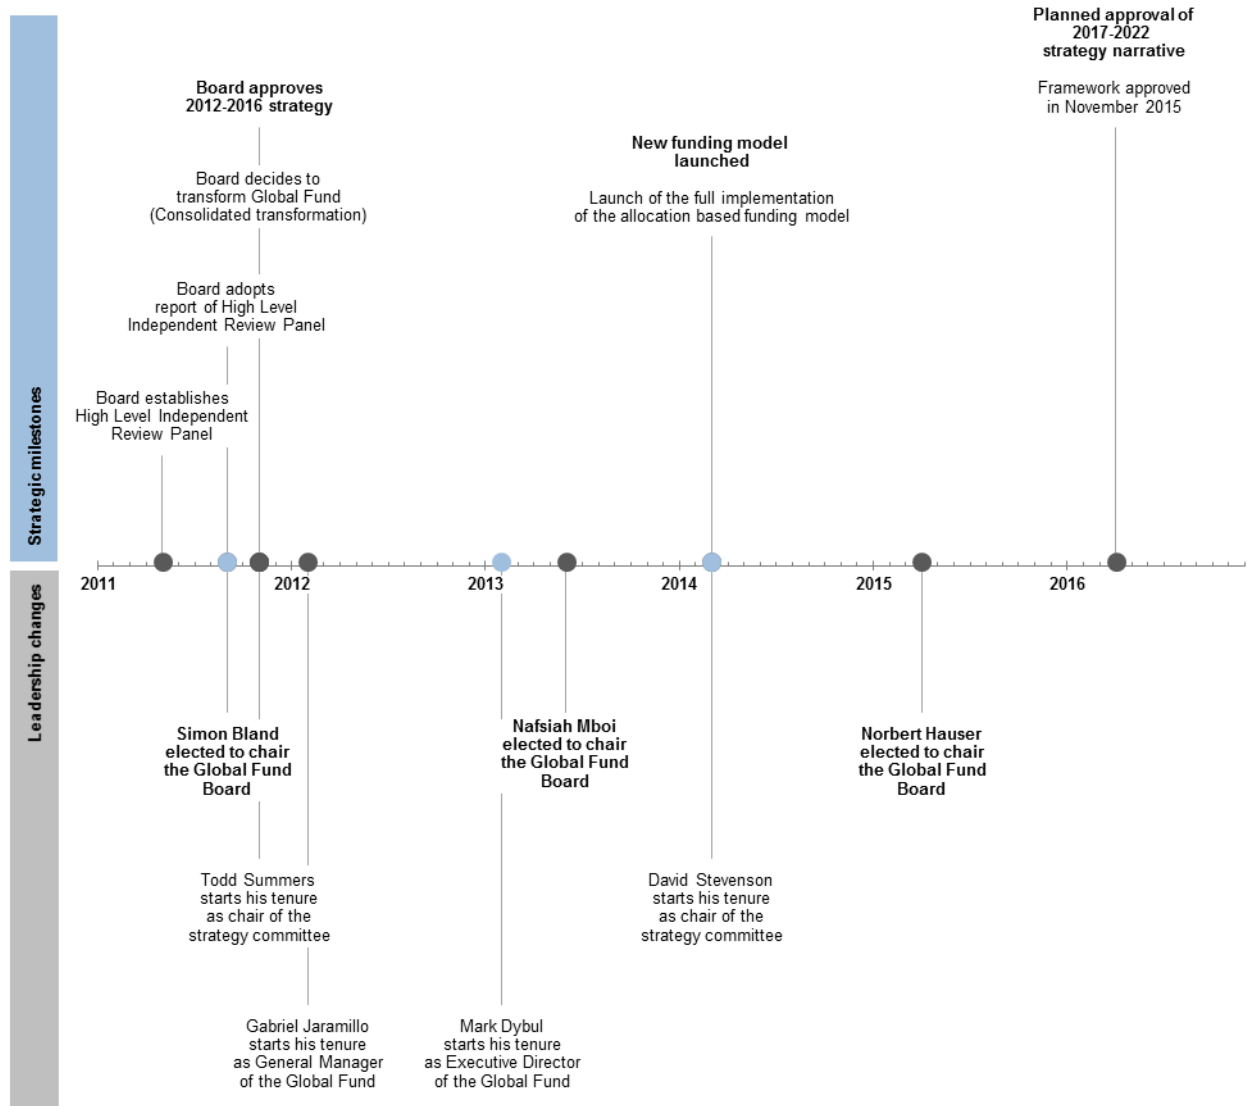 Planned approval of
2017-2022
strategy narrative
Framework approved
in November 2015
Board approves
2012-2016 strategy
Board decides to
transform Global Fund
(Consolidated transformation)
New funding model
launched
Launch of the full implementation
of the allocation based funding model
Board adopts
report of High Level
Independent Review Panel
Board establishes
High Level Independent
Review Panel
Strategic milestones
2011
2012
2013
2014
2015
2016
Leadership changes
Simon Bland
elected to chair
the Global Fund
Board
Nafsiah Mboi
elected to chair
the Global Fund
Board
Norbert Hauser
elected to chair
the Global Fund
Board
Todd Summers
starts his tenure
as chair of the
strategy committee
David Stevenson
starts his tenure
as chair of the
strategy committee
Gabriel Jaramillo
starts his tenure
as General Manager
of the Global Fund
Mark Dybul
starts his tenure
as Executive Director
of the Global Fund